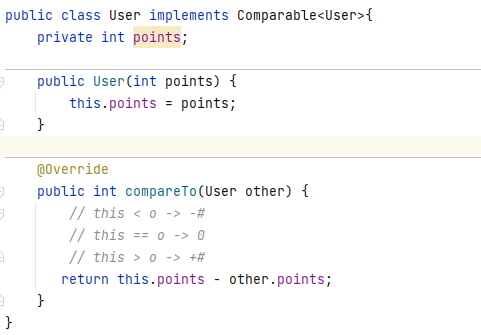 public class User implements Comparable<User>{
    private int points;
    public User(int points) {
        this.points = points;
    }
    @Override
    public int compareTo(User other) {
        // this < o -> -#
        // this == o -> 0
        // this > o -> +#
       return this.points - other.points;
    }
}